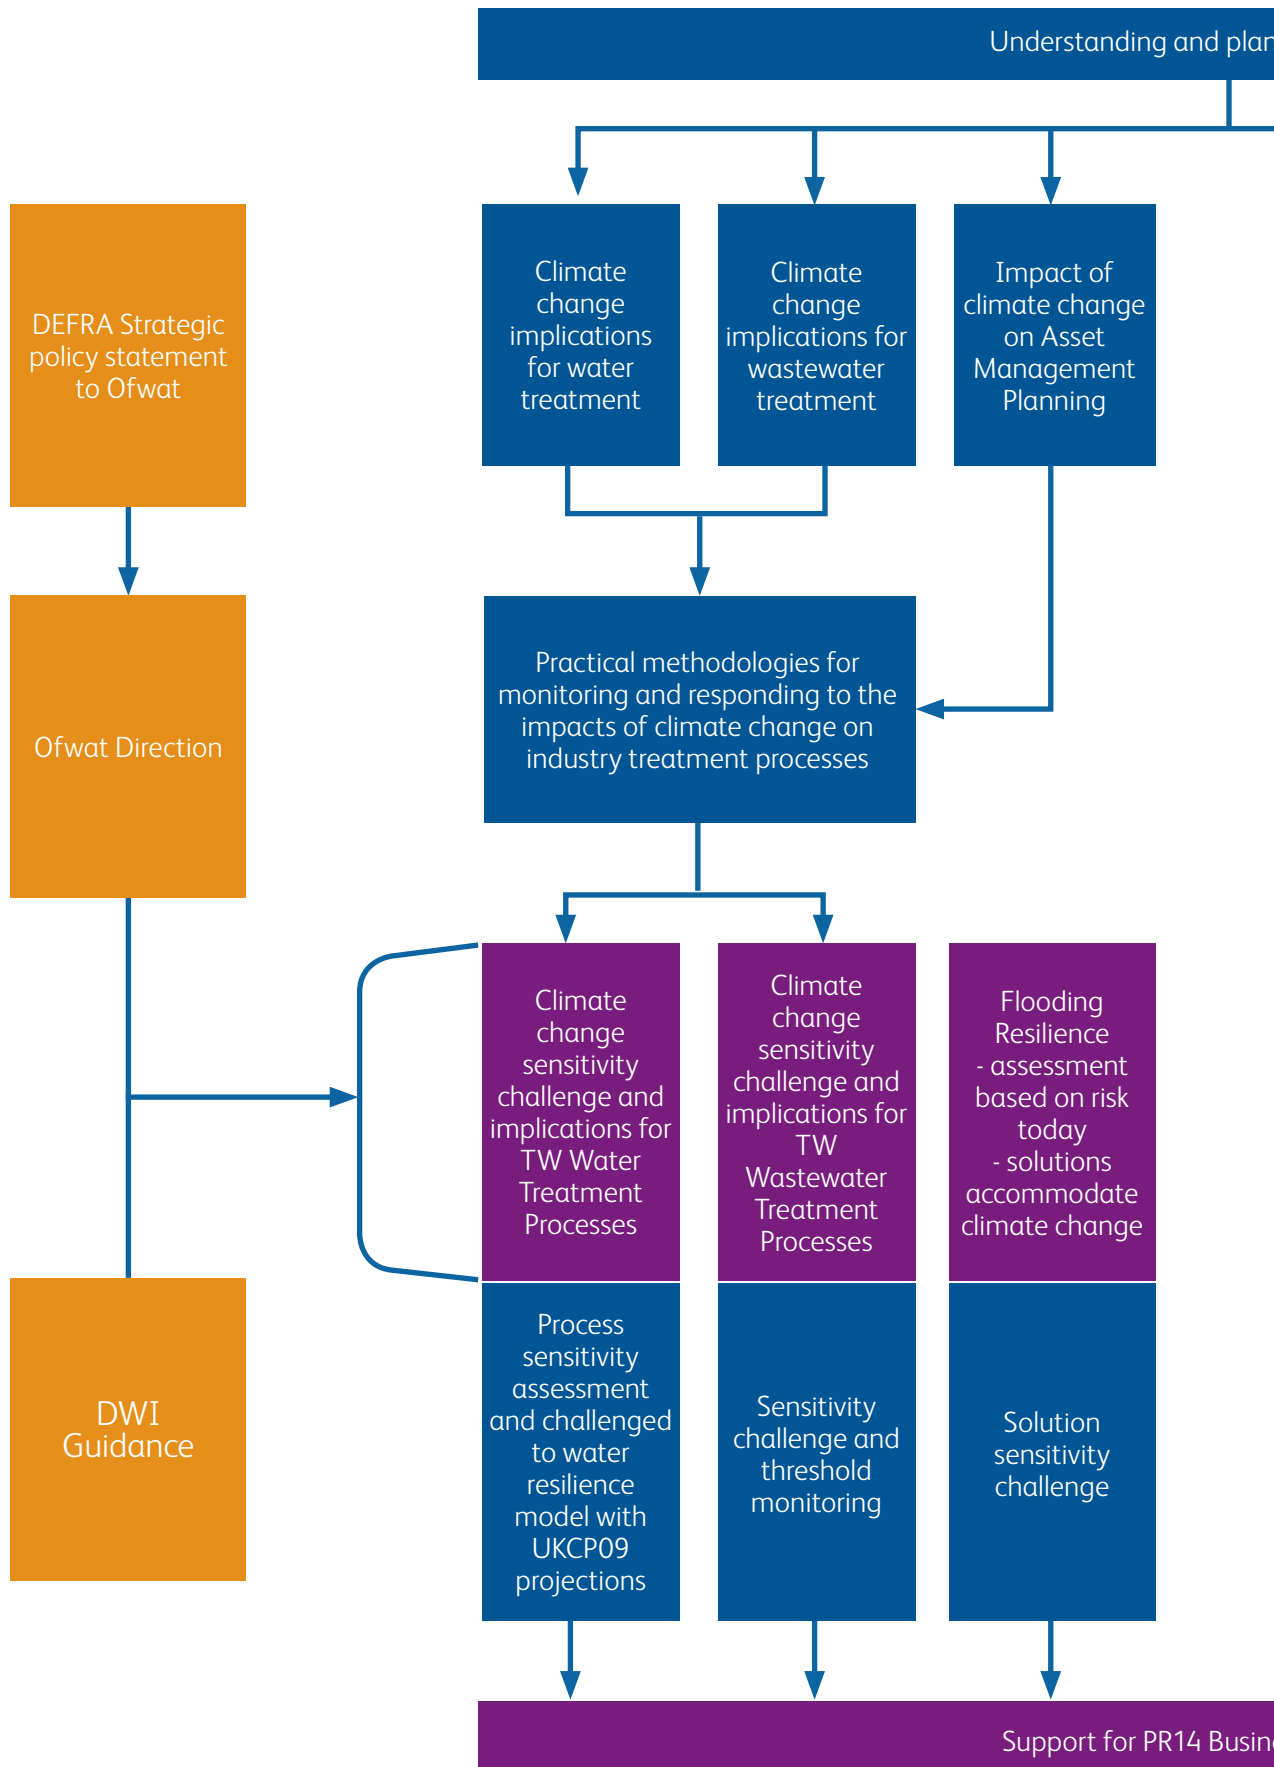 Understanding and plan
DEFRA Strategic
policy statement
to Ofwat
Climate
change
implications
for water
treatment
Climate
change
implications for
wastewater
treatment
Impact of
climate change
on Asset
Management
Planning
Ofwat Direction
Practical methodologies for
monitoring and responding to the
impacts of climate change on
industry treatment processes
Climate
change
sensitivity
challenge and
implications for
TW Water
Treatment
Processes
Climate
change
sensitivity
challenge and
implications for
TW
Wastewater
Treatment
Processes
Flooding
Resilience
- assessment
based on risk
today
- solutions
accommodate
climate change
DWI
Guidance
Process
sensitivity
assessment
and challenged
to water
resilience
model with
UKCP09
projections
Sensitivity
challenge and
threshold
monitoring
Solution
sensitivity
challenge
Support for PR14 Busin